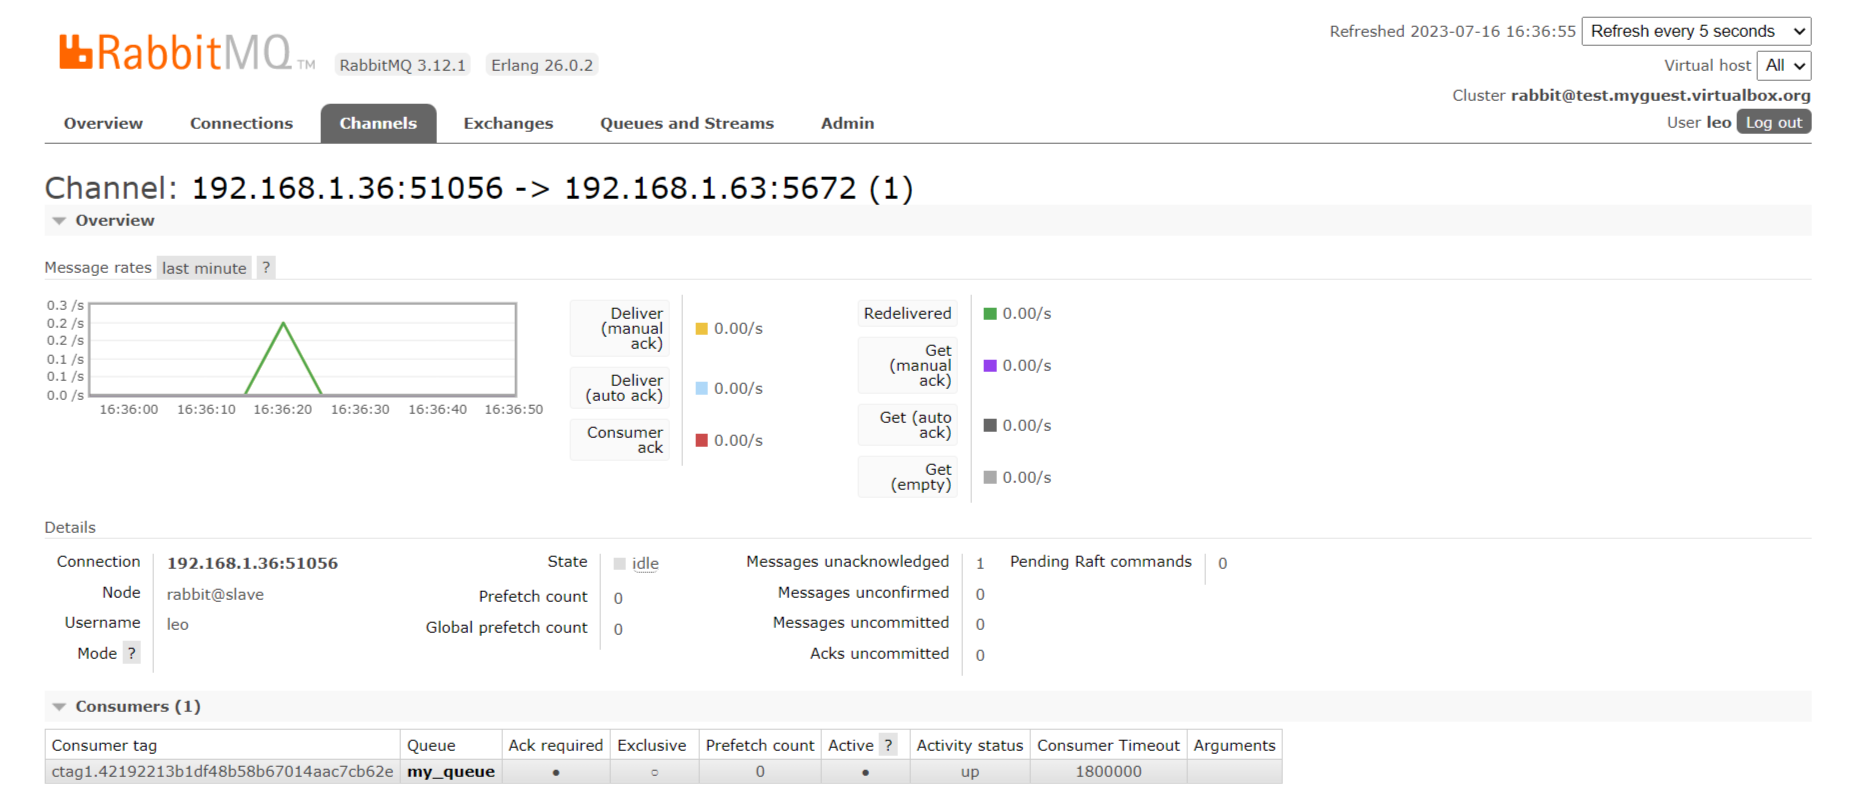 Refreshed 2023-07-16 16:36:55 Refresh every 5 seconds
RabbitMQ TM RabbitMQ 3.12.1 Erlang 26.0.2
Virtual host All
Cluster rabbit@test.myguest.virtualbox.org
User leo Log out
Overview Connections Channels Exchanges Queues and Streams Admin
Channel: 192.168.1.36:51056 -> 192.168.1.63:5672 (1)
Overview
Message rates last minute ?
0.3 /s
0.2 /s
0.2 /s
0.1 /s
0.1 /s
0.0 /s
16:36:00 16:36:10 16:36:20 16:36:30 16:36:40 16:36:50
Deliver
(manual
ack)
0.00/s
Deliver
(auto ack)
0.00/s
Consumer
ack
0.00/s
Redelivered
0.00/s
Get
(manual
ack)
0.00/s
Get (auto
ack)
0.00/s
Get
(empty)
0.00/s
Details
Connection 192.168.1.36:51056
Node rabbit@slave
Username leo
Mode ?
State idle
Prefetch count 0
Global prefetch count 0
Messages unacknowledged 1
Messages unconfirmed 0
Messages uncommitted 0
Acks uncommitted 0
Pending Raft commands 0
Consumers (1)
Consumer tag Queue Ack required Exclusive Prefetch count Active ? Activity status Consumer Timeout Arguments
ctag1.42192213b1df48b58b67014aac7cb62e my_queue ● ○ 0 ● up 1800000